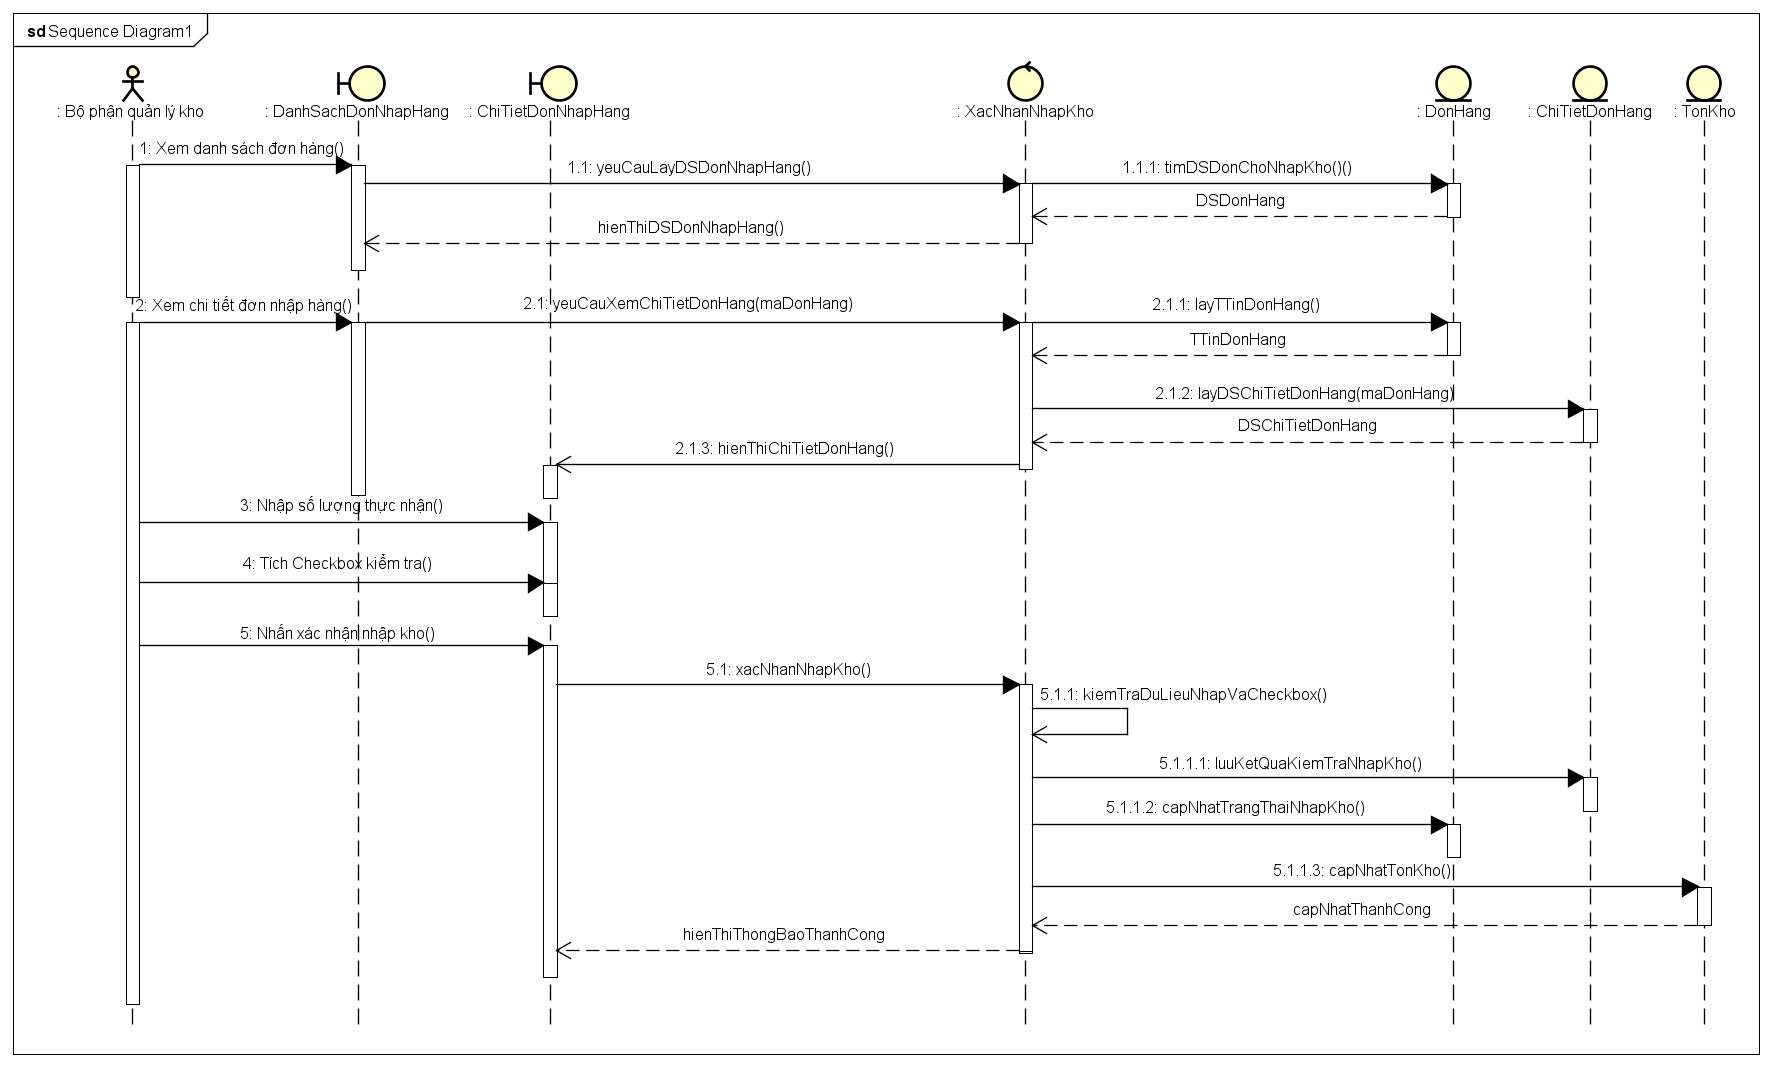 sd Sequence Diagram1
: Bộ phận quản lý kho
: DanhSachDonNhapHang
: ChiTietDonNhapHang
: XacNhanNhapKho
: DonHang
: ChiTietDonHang
: TonKho
1: Xem danh sách đơn hàng()
1.1: yeuCauLayDSDonNhapHang()
1.1.1: timDSDonChoNhapKho()()
DSDonHang
hienThiDSDonNhapHang()
2: Xem chi tiết đơn nhập hàng()
2.1: yeuCauXemChiTietDonHang(maDonHang)
2.1.1: layTTinDonHang()
TTinDonHang
2.1.2: layDSChiTietDonHang(maDonHang)
DSChiTietDonHang
2.1.3: hienThiChiTietDonHang()
3: Nhập số lượng thực nhận()
4: Tích Checkbox kiểm tra()
5: Nhấn xác nhận nhập kho()
5.1: xacNhanNhapKho()
5.1.1: kiemTraDuLieuNhapVaCheckbox()
5.1.1.1: luuKetQuaKiemTraNhapKho()
5.1.1.2: capNhatTrangThaiNhapKho()
5.1.1.3: capNhatTonKho()
capNhatThanhCong
hienThiThongBaoThanhCong